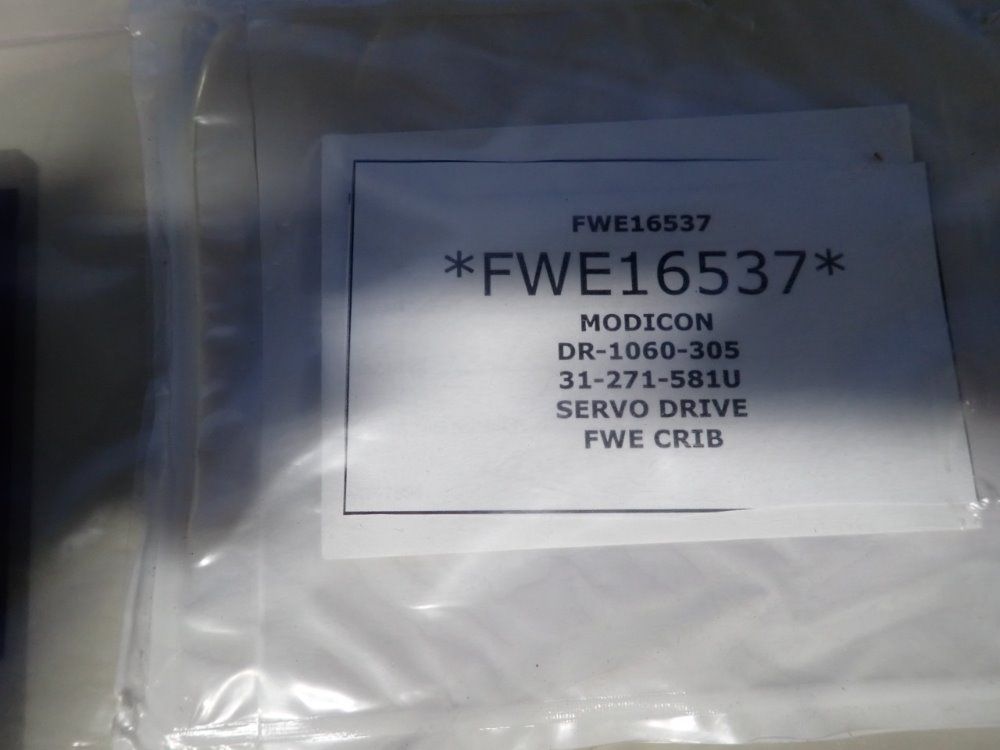 FWE16537
*FWE16537*
MODICON
DR-1060-305
31-271-581U
SERVO DRIVE
FWE CRIB